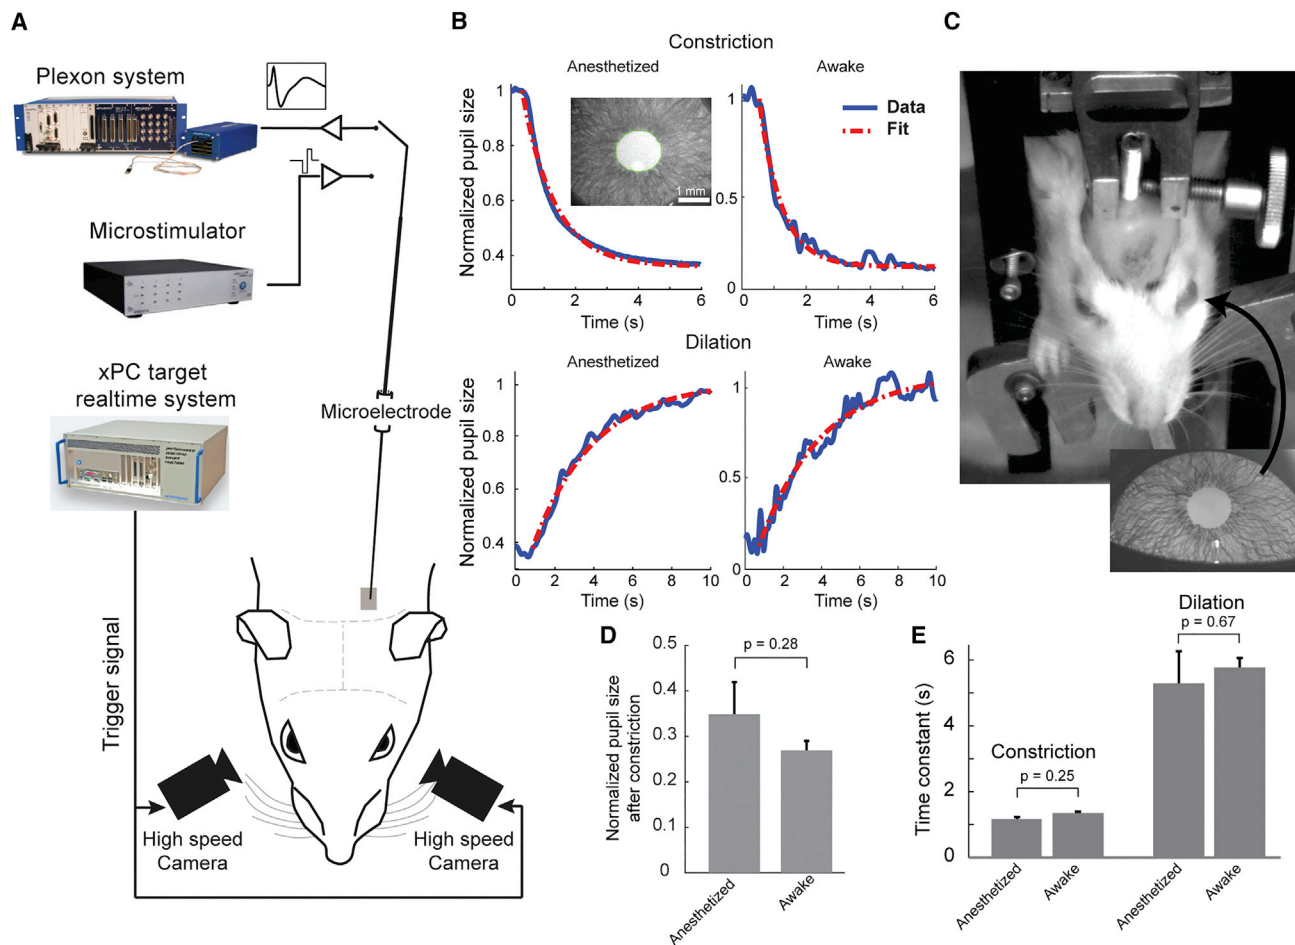 A
Plexon system
Microstimulator
xPC target
realtime system
Microelectrode
Trigger signal
High speed
Camera
High speed
Camera
B
Constriction
Anesthetized
Awake
Normalized pupil size
1
0.8
0.6
0.4
0
2
4
6
Time (s)
1 mm
Data
Fit
1
0.5
0
0
2
4
6
Time (s)
Dilation
Anesthetized
Awake
Normalized pupil size
1
0.8
0.6
0.4
0
2
4
6
8
10
Time (s)
1
0.5
0
0
2
4
6
8
10
Time (s)
C
D
Normalized pupil size
after constriction
0.5
0.4
0.3
0.2
0.1
0
p = 0.28
Anesthetized
Awake
E
Time constant (s)
6
4
2
0
Constriction
p = 0.25
Dilation
p = 0.67
Anesthetized
Awake
Anesthetized
Awake